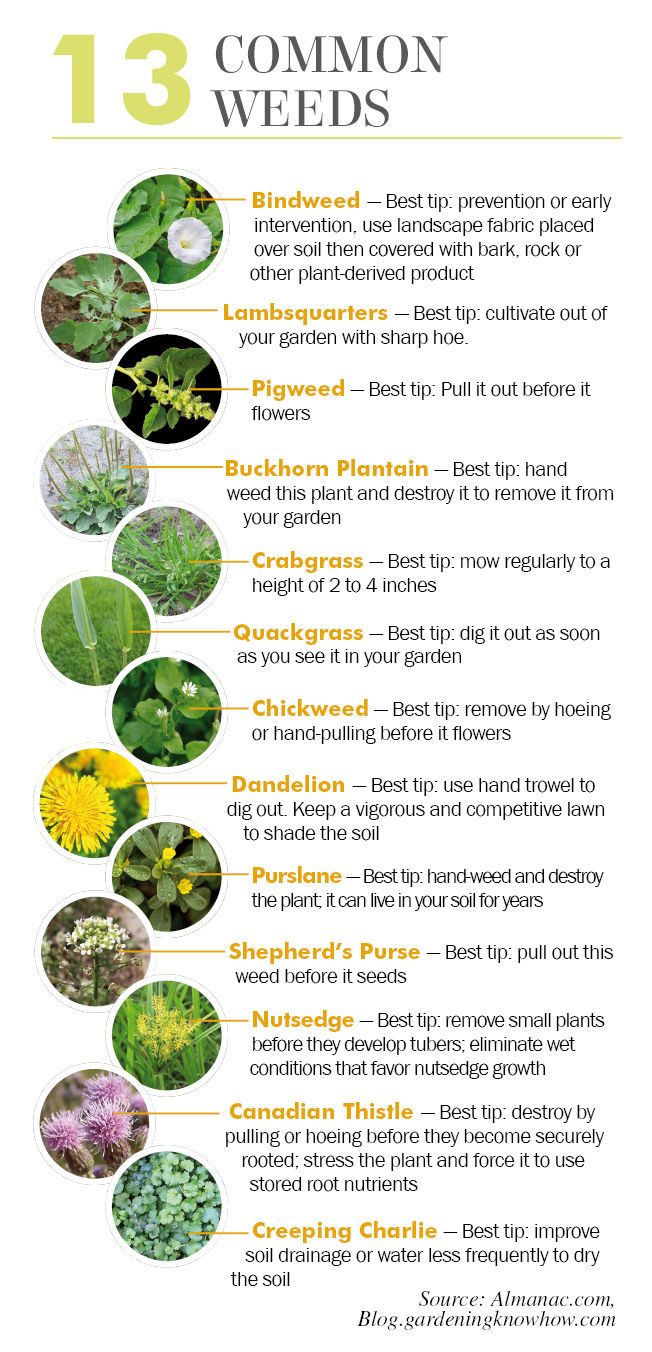 13 COMMON
WEEDS
Bindweed — Best tip: prevention or early
intervention, use landscape fabric placed
over soil then covered with bark, rock or
other plant-derived product
Lambsquarters — Best tip: cultivate out of
your garden with sharp hoe.
Pigweed — Best tip: Pull it out before it
flowers
Buckhorn Plantain — Best tip: hand
weed this plant and destroy it to remove it from
your garden
Crabgrass — Best tip: mow regularly to a
height of 2 to 4 inches
Quackgrass — Best tip: dig it out as soon
as you see it in your garden
Chickweed — Best tip: remove by hoeing
or hand-pulling before it flowers
Dandelion — Best tip: use hand trowel to
dig out. Keep a vigorous and competitive lawn
to shade the soil
Purslane — Best tip: hand-weed and destroy
the plant; it can live in your soil for years
Shepherd's Purse — Best tip: pull out this
weed before it seeds
Nutsedge — Best tip: remove small plants
before they develop tubers; eliminate wet
conditions that favor nutsedge growth
Canadian Thistle — Best tip: destroy by
pulling or hoeing before they become securely
rooted; stress the plant and force it to use
stored root nutrients
Creeping Charlie — Best tip: improve
soil drainage or water less frequently to dry
the soil
Source: Almanac.com,
Blog.gardeningknowhow.com